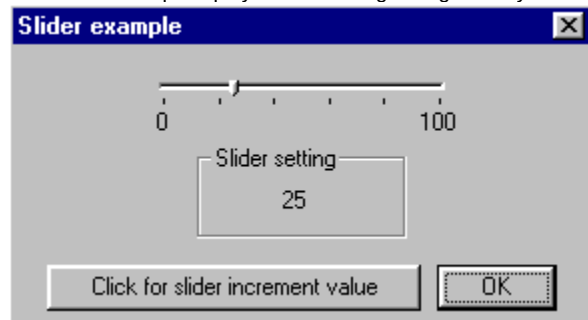 Slider example
0 100
Slider setting
25
Click for slider increment value OK